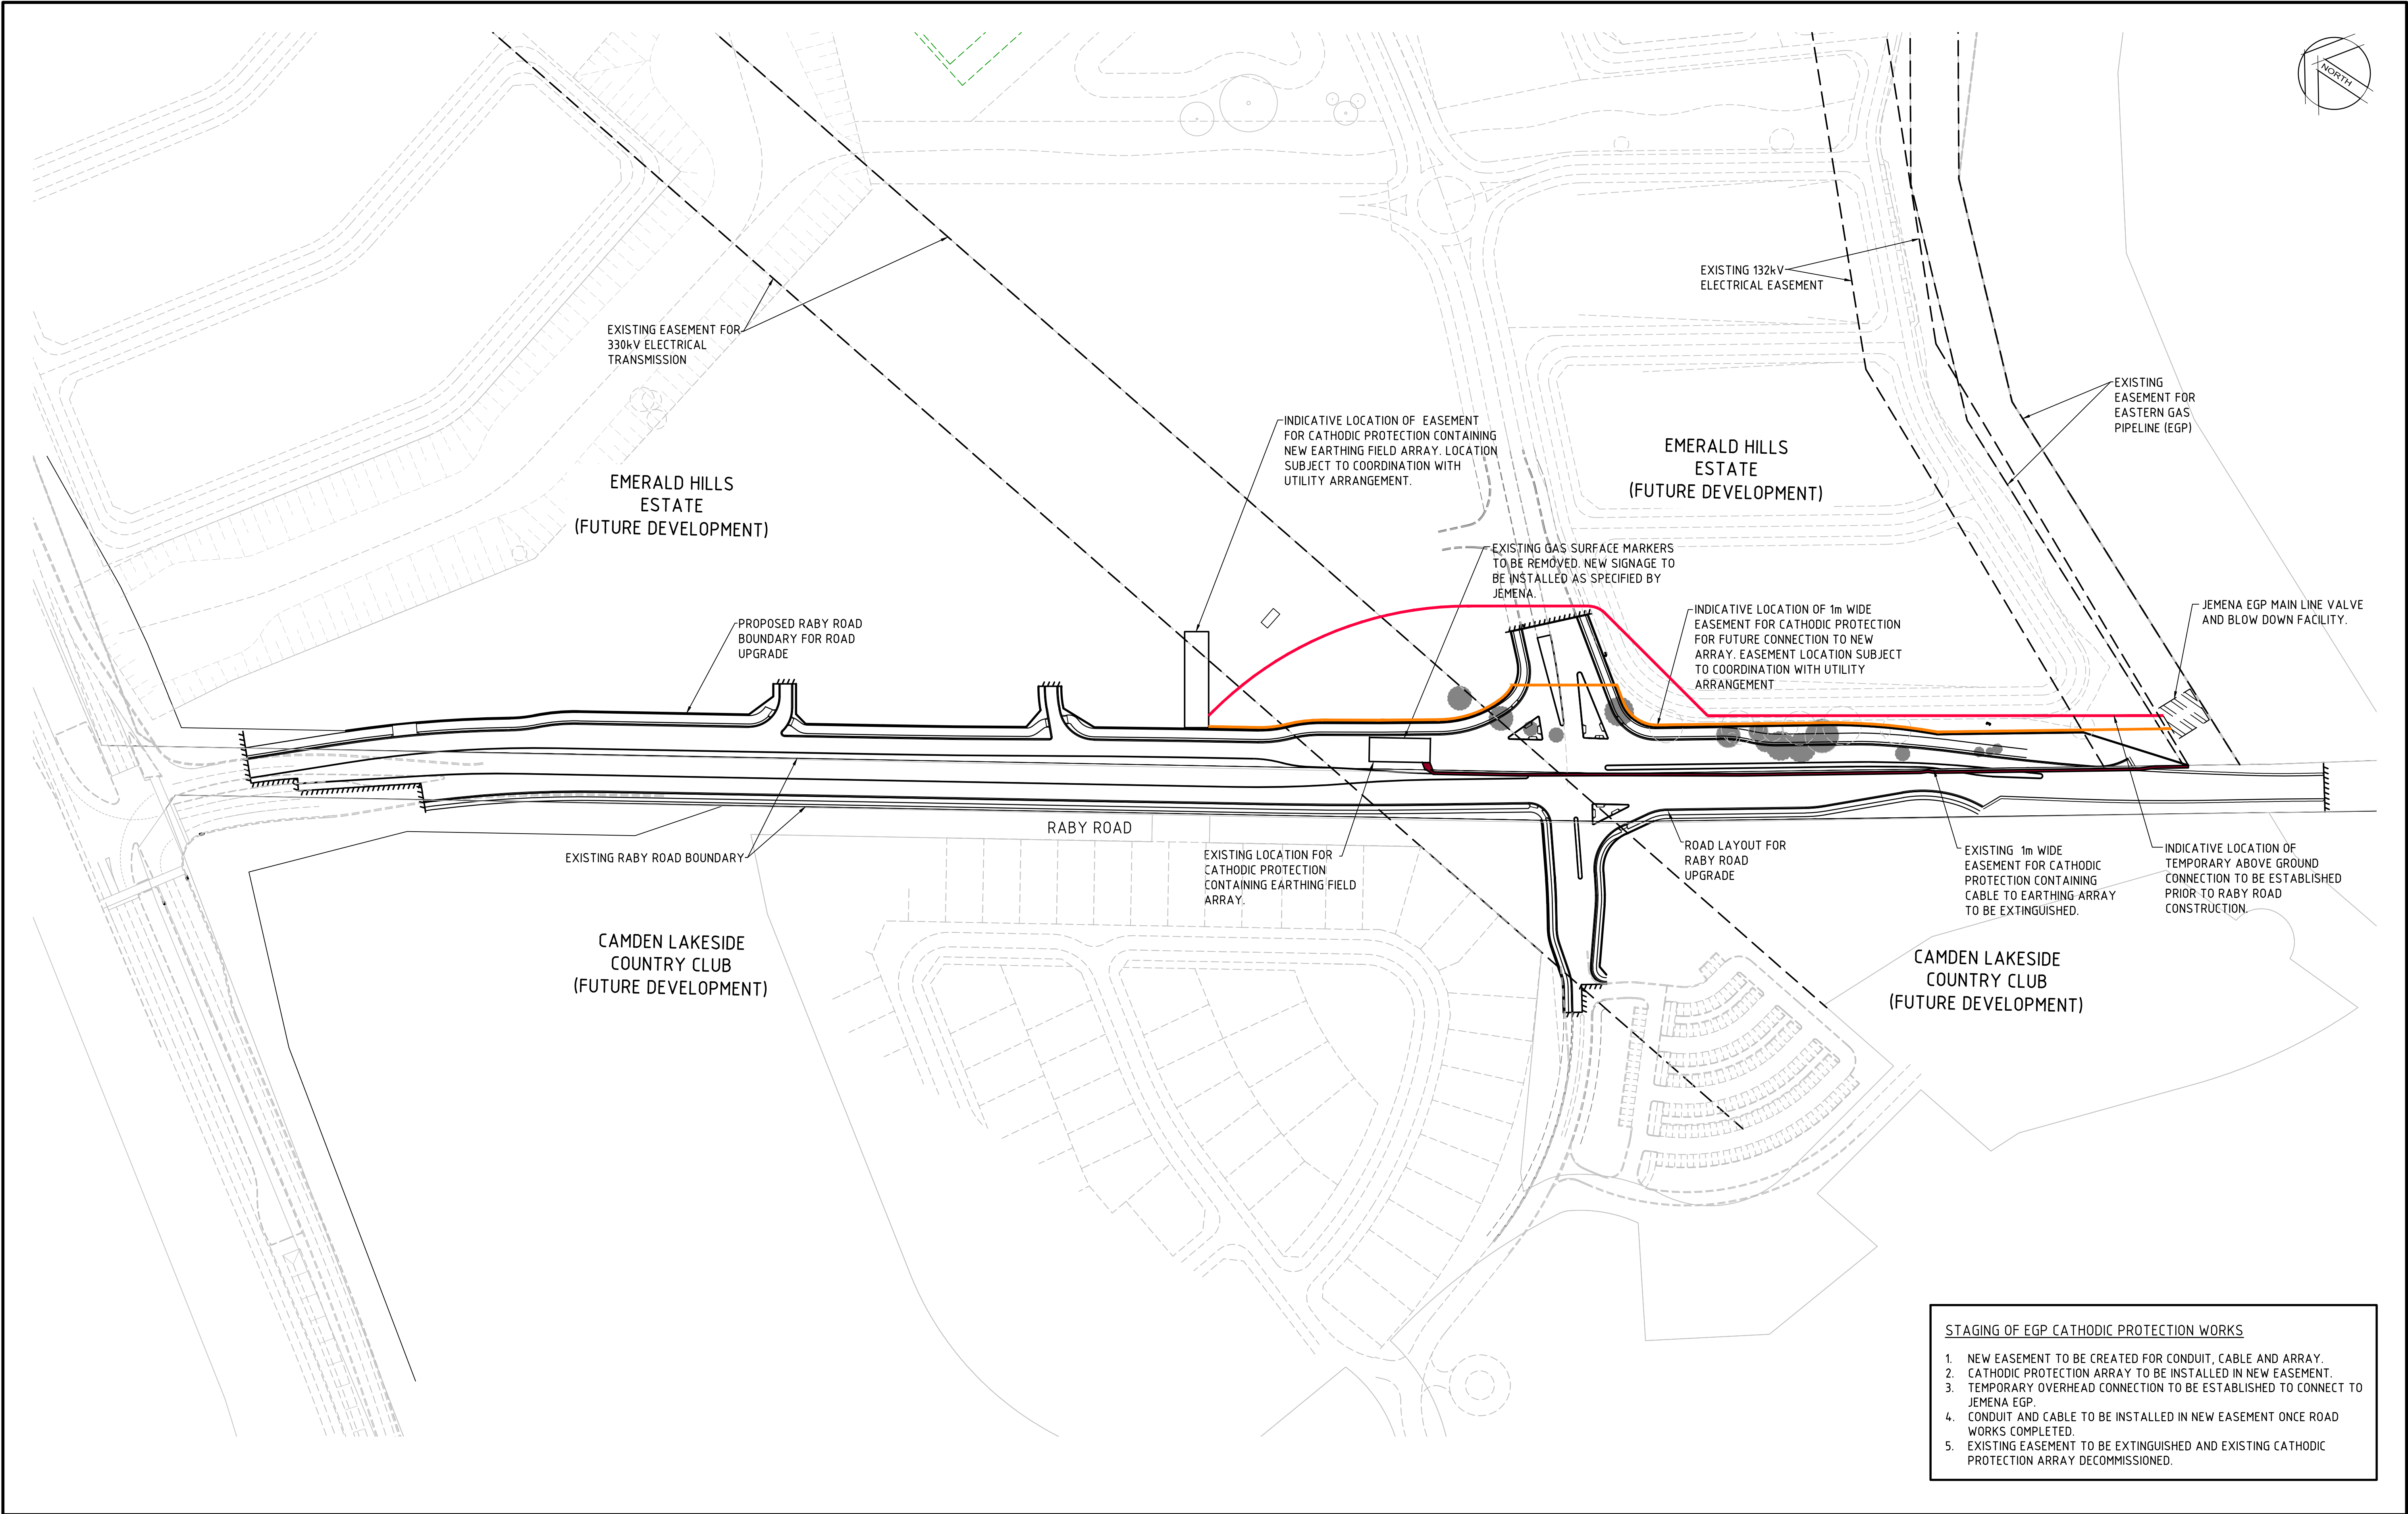 NORTH
EXISTING 132kV
ELECTRICAL EASEMENT
EXISTING EASEMENT FOR
330kV ELECTRICAL
TRANSMISSION
EXISTING
EASEMENT FOR
EASTERN GAS
PIPELINE (EGP)
INDICATIVE LOCATION OF EASEMENT
FOR CATHODIC PROTECTION CONTAINING
NEW EARTHING FIELD ARRAY. LOCATION
SUBJECT TO COORDINATION WITH
UTILITY ARRANGEMENT.
EMERALD HILLS
ESTATE
(FUTURE DEVELOPMENT)
EMERALD HILLS
ESTATE
(FUTURE DEVELOPMENT)
EXISTING GAS SURFACE MARKERS
TO BE REMOVED. NEW SIGNAGE TO
BE INSTALLED AS SPECIFIED BY
JEMENA.
PROPOSED RABY ROAD
BOUNDARY FOR ROAD
UPGRADE
INDICATIVE LOCATION OF 1m WIDE
EASEMENT FOR CATHODIC PROTECTION
FOR FUTURE CONNECTION TO NEW
ARRAY. EASEMENT LOCATION SUBJECT
TO COORDINATION WITH UTILITY
ARRANGEMENT
JEMENA EGP MAIN LINE VALVE
AND BLOW DOWN FACILITY.
RABY ROAD
EXISTING RABY ROAD BOUNDARY
EXISTING LOCATION FOR
CATHODIC PROTECTION
CONTAINING EARTHING FIELD
ARRAY.
ROAD LAYOUT FOR
RABY ROAD
UPGRADE
EXISTING 1m WIDE
EASEMENT FOR CATHODIC
PROTECTION CONTAINING
CABLE TO EARTHING ARRAY
TO BE EXTINGUISHED.
INDICATIVE LOCATION OF
TEMPORARY ABOVE GROUND
CONNECTION TO BE ESTABLISHED
PRIOR TO RABY ROAD
CONSTRUCTION.
CAMDEN LAKESIDE
COUNTRY CLUB
(FUTURE DEVELOPMENT)
CAMDEN LAKESIDE
COUNTRY CLUB
(FUTURE DEVELOPMENT)
STAGING OF EGP CATHODIC PROTECTION WORKS
1. NEW EASEMENT TO BE CREATED FOR CONDUIT, CABLE AND ARRAY.
2. CATHODIC PROTECTION ARRAY TO BE INSTALLED IN NEW EASEMENT.
3. TEMPORARY OVERHEAD CONNECTION TO BE ESTABLISHED TO CONNECT TO
JEMENA EGP.
4. CONDUIT AND CABLE TO BE INSTALLED IN NEW EASEMENT ONCE ROAD
WORKS COMPLETED.
5. EXISTING EASEMENT TO BE EXTINGUISHED AND EXISTING CATHODIC
PROTECTION ARRAY DECOMMISSIONED.